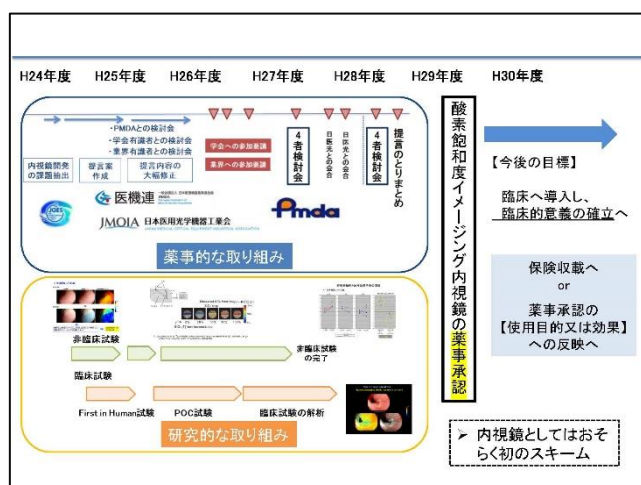 H24年度 H25年度 H26年度 H27年度 H28年度 H29年度 H30年度
・PMDAとの検討会
・学会有識者との検討会
・業界有識者との検討会
内視鏡開発
の課題抽出
提言案
作成
提言内容の
大幅修正
学会への参加要請
業界への参加要請
4者検討会
日医光との会合
日医光との会合
4者検討会
提言のとりまとめ
JGES
医機連
JMOIA 日本医用光学機器工業会
Pmda
薬事的な取り組み
非臨床試験
非臨床試験
の完了
臨床試験
First in Human試験
POC試験
臨床試験の解析
研究的な取り組み
酸素飽和度イメージング内視鏡の薬事承認
【今後の目標】
臨床へ導入し、
臨床的意義の確立へ
保険収載へ
or
薬事承認の
【使用目的又は効果】
への反映へ
➢ 内視鏡としてはおそ
らく初のスキーム